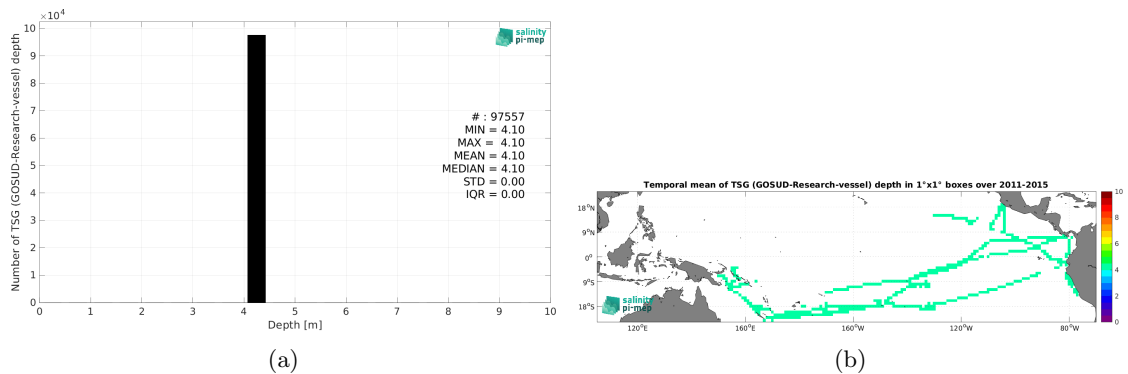 ×10⁴
10
9
8
7
6
5
4
3
2
1
0
Number of TSG (GOSUD-Research-vessel) depth
0 1 2 3 4 5 6 7 8 9 10
Depth [m]
salinity
pi-mep
# : 97557
MIN = 4.10
MAX = 4.10
MEAN = 4.10
MEDIAN = 4.10
STD = 0.00
IQR = 0.00
(a)
Temporal mean of TSG (GOSUD-Research-vessel) depth in 1°x1° boxes over 2011-2015
18°N
9°N
0°
9°S
18°S
120°E 160°E 160°W 120°W 80°W
salinity
pi-mep
10
8
6
4
2
0
(b)